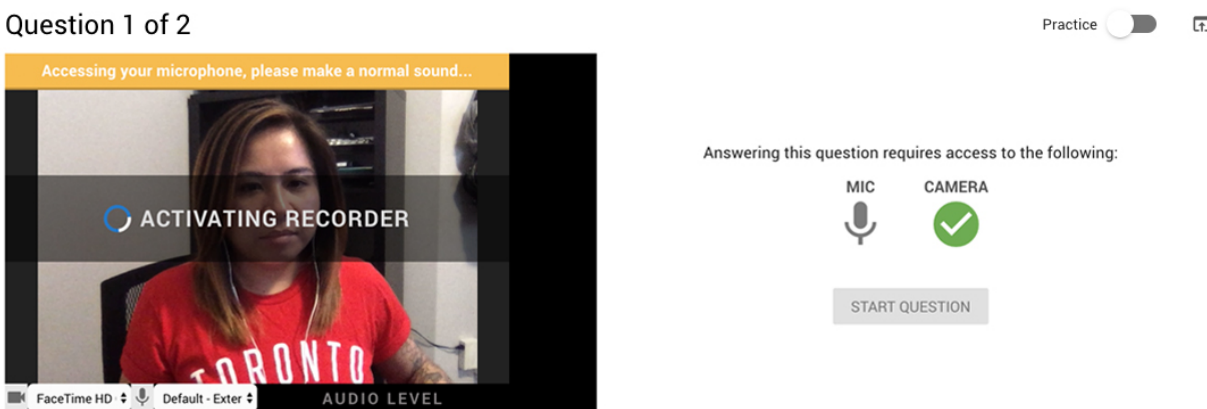 Question 1 of 2
Practice
Accessing your microphone, please make a normal sound...
ACTIVATING RECORDER
TORONTO
FaceTime HD
Default - Exter
AUDIO LEVEL
Answering this question requires access to the following:
MIC CAMERA
START QUESTION